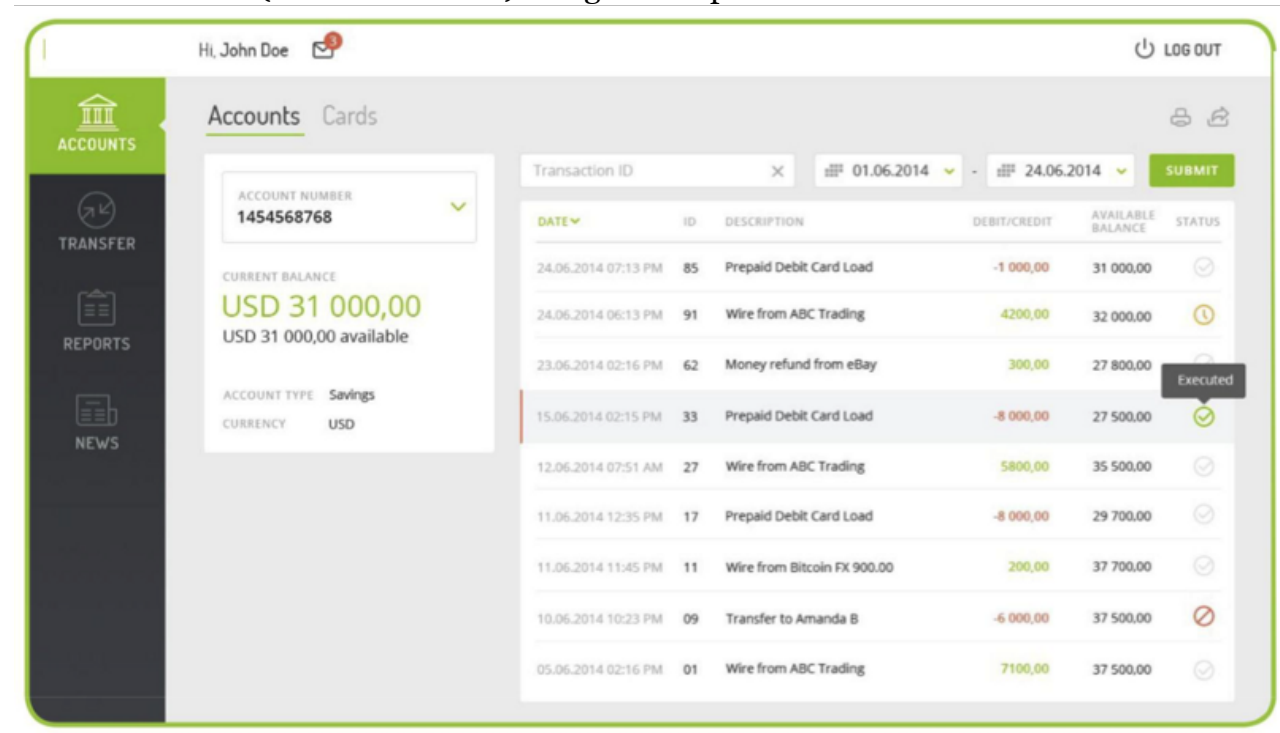 Hi, John Doe 3
LOG OUT
ACCOUNTS
TRANSFER
REPORTS
NEWS
Accounts Cards
ACCOUNT NUMBER
1454568768
CURRENT BALANCE
USD 31 000,00
USD 31 000,00 available
ACCOUNT TYPE Savings
CURRENCY USD
Transaction ID 01.06.2014 - 24.06.2014 SUBMIT
DATE ID DESCRIPTION DEBIT/CREDIT AVAILABLE BALANCE STATUS
24.06.2014 07:13 PM 85 Prepaid Debit Card Load -1 000,00 31 000,00
24.06.2014 06:13 PM 91 Wire from ABC Trading 4200,00 32 000,00
23.06.2014 02:16 PM 62 Money refund from eBay 300,00 27 800,00
Executed
15.06.2014 02:15 PM 33 Prepaid Debit Card Load -8 000,00 27 500,00
12.06.2014 07:51 AM 27 Wire from ABC Trading 5800,00 35 500,00
11.06.2014 12:35 PM 17 Prepaid Debit Card Load -8 000,00 29 700,00
11.06.2014 11:45 PM 11 Wire from Bitcoin FX 900.00 200,00 37 700,00
10.06.2014 10:23 PM 09 Transfer to Amanda B -6 000,00 37 500,00
05.06.2014 02:16 PM 01 Wire from ABC Trading 7100,00 37 500,00